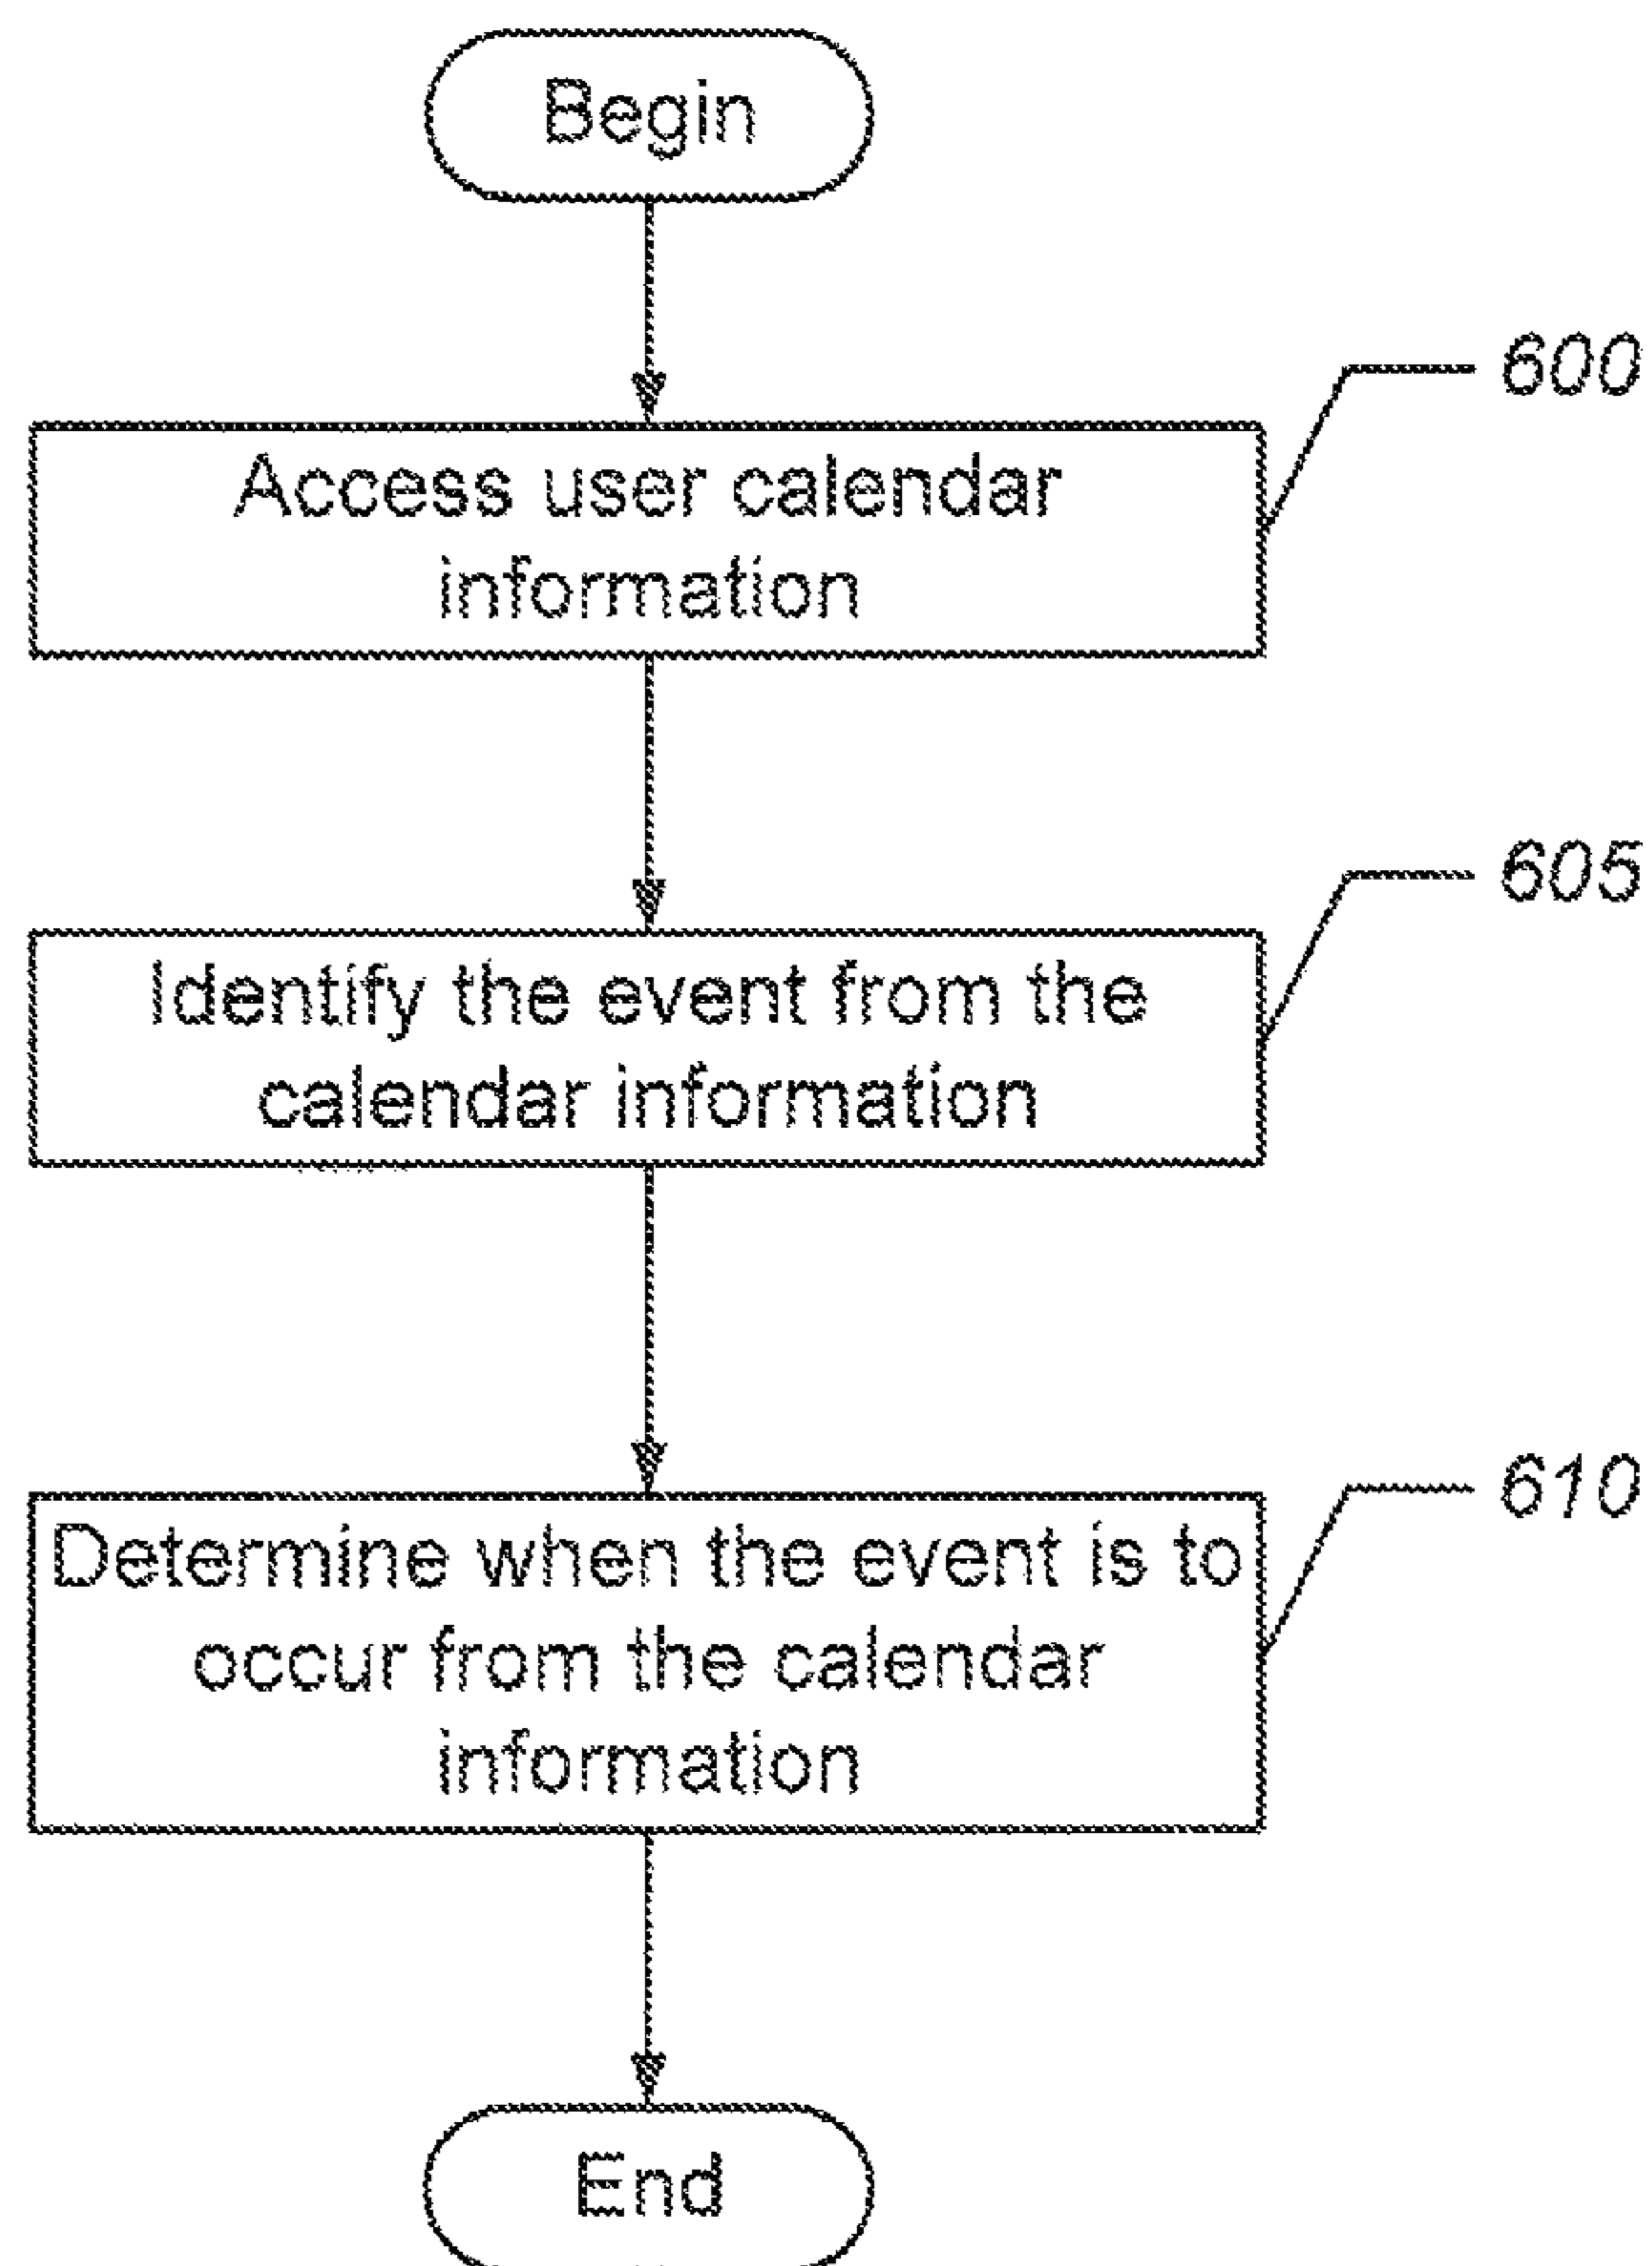 Begin
600
Access user calendar
information
605
Identify the event from the
calendar information
610
Determine when the event is to
occur from the calendar
information
End